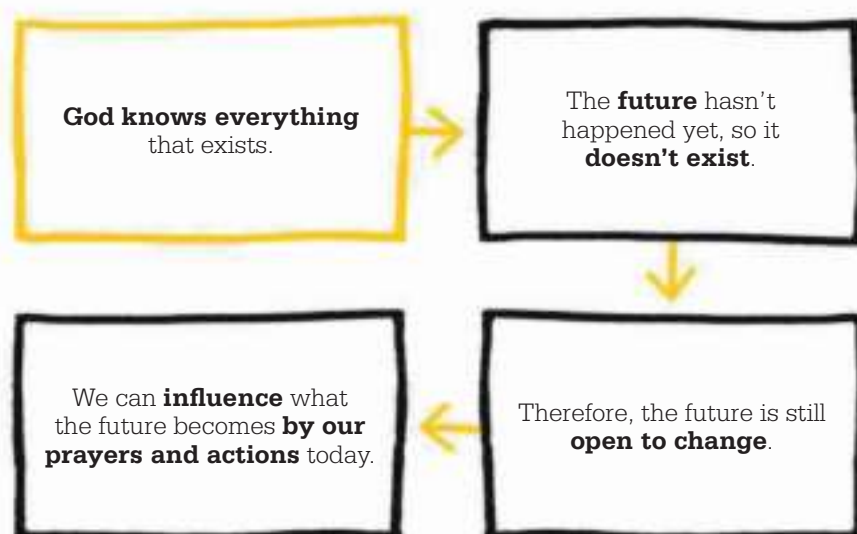 God knows everything
that exists.
The future hasn’t
happened yet, so it
doesn’t exist.
Therefore, the future is still
open to change.
We can influence what
the future becomes by our
prayers and actions today.